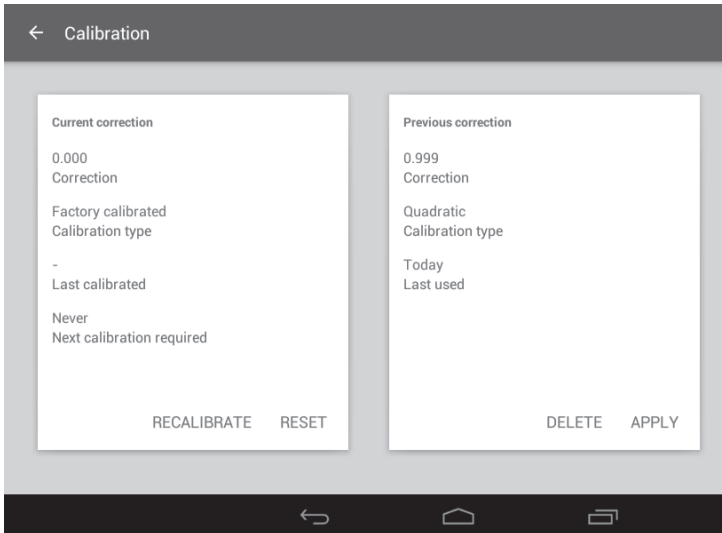 Calibration
Current correction
0.000
Correction
Factory calibrated
Calibration type
-
Last calibrated
Never
Next calibration required
RECALIBRATE RESET
Previous correction
0.999
Correction
Quadratic
Calibration type
Today
Last used
DELETE APPLY